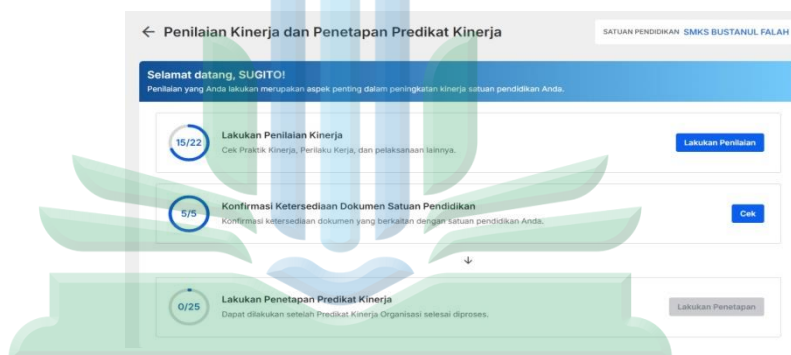 ← Penilaian Kinerja dan Penetapan Predikat Kinerja
SATUAN PENDIDIKAN SMKS BUSTANUL FALAH
Selamat datang, SUGITO!
Penilaian yang Anda lakukan merupakan aspek penting dalam peningkatan kinerja satuan pendidikan Anda.
15/22
Lakukan Penilaian Kinerja
Cek Praktik Kinerja, Perilaku Kerja, dan pelaksanaan lainnya.
Lakukan Penilaian
5/5
Konfirmasi Ketersediaan Dokumen Satuan Pendidikan
Konfirmasi ketersediaan dokumen yang berkaitan dengan satuan pendidikan Anda.
Cek
↓
0/25
Lakukan Penetapan Predikat Kinerja
Dapat dilakukan setelah Predikat Kinerja Organisasi selesai diproses.
Lakukan Penetapan